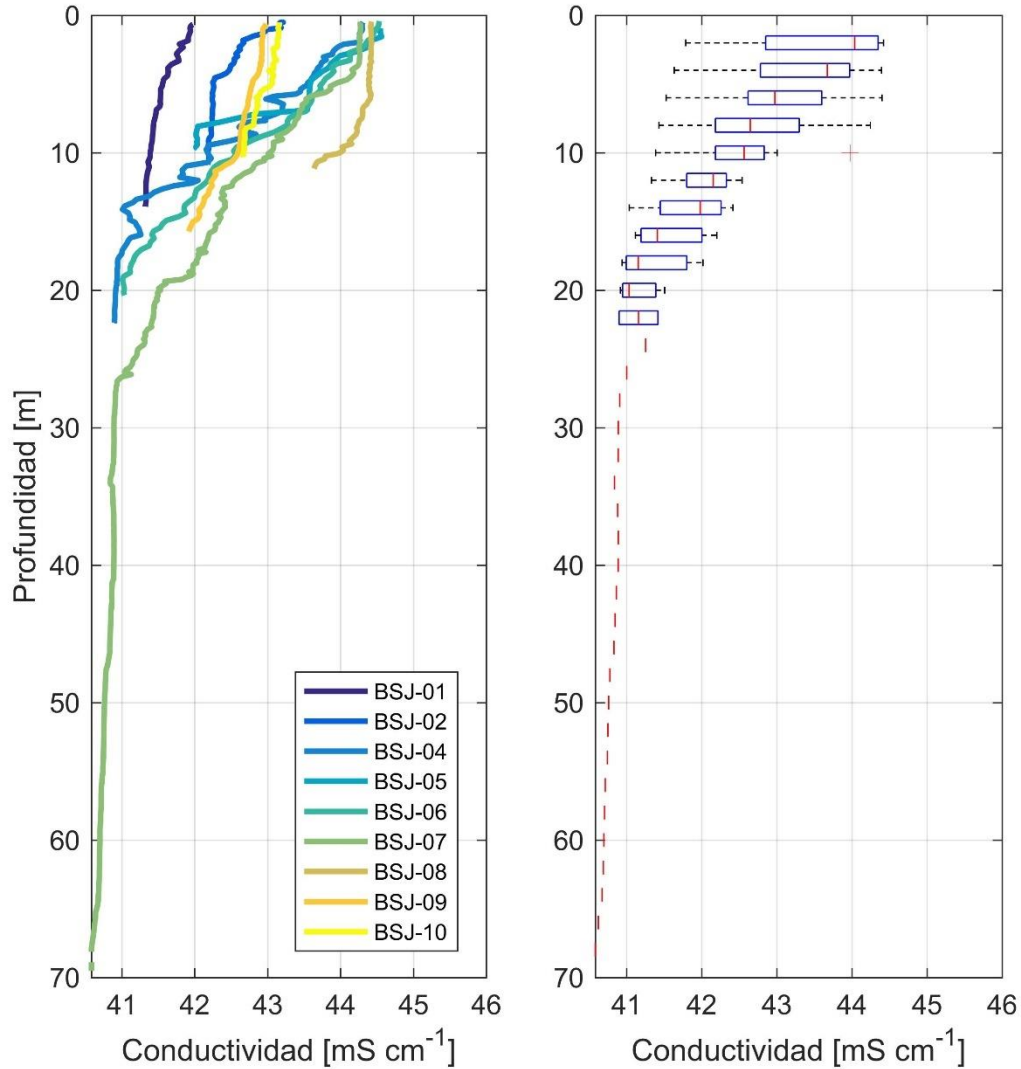 0
10
20
30
40
50
60
70
Profundidad [m]
41 42 43 44 45 46
Conductividad [mS cm⁻¹]
BSJ-01
BSJ-02
BSJ-04
BSJ-05
BSJ-06
BSJ-07
BSJ-08
BSJ-09
BSJ-10
0
10
20
30
40
50
60
70
41 42 43 44 45 46
Conductividad [mS cm⁻¹]